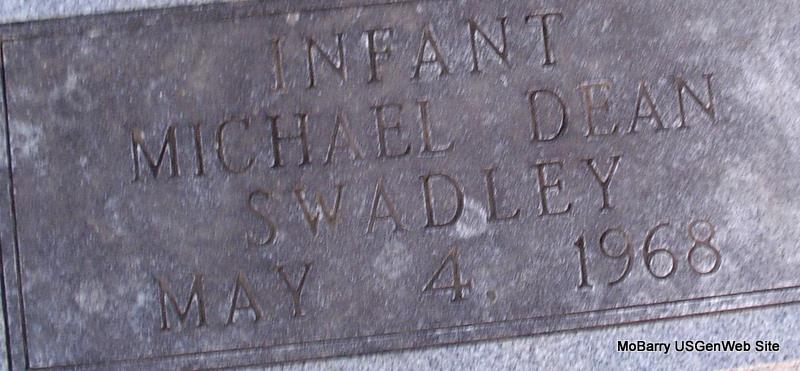 INFANT
MICHAEL DEAN
SWADLEY
MAY 4. 1968
MoBarry USGenWeb Site